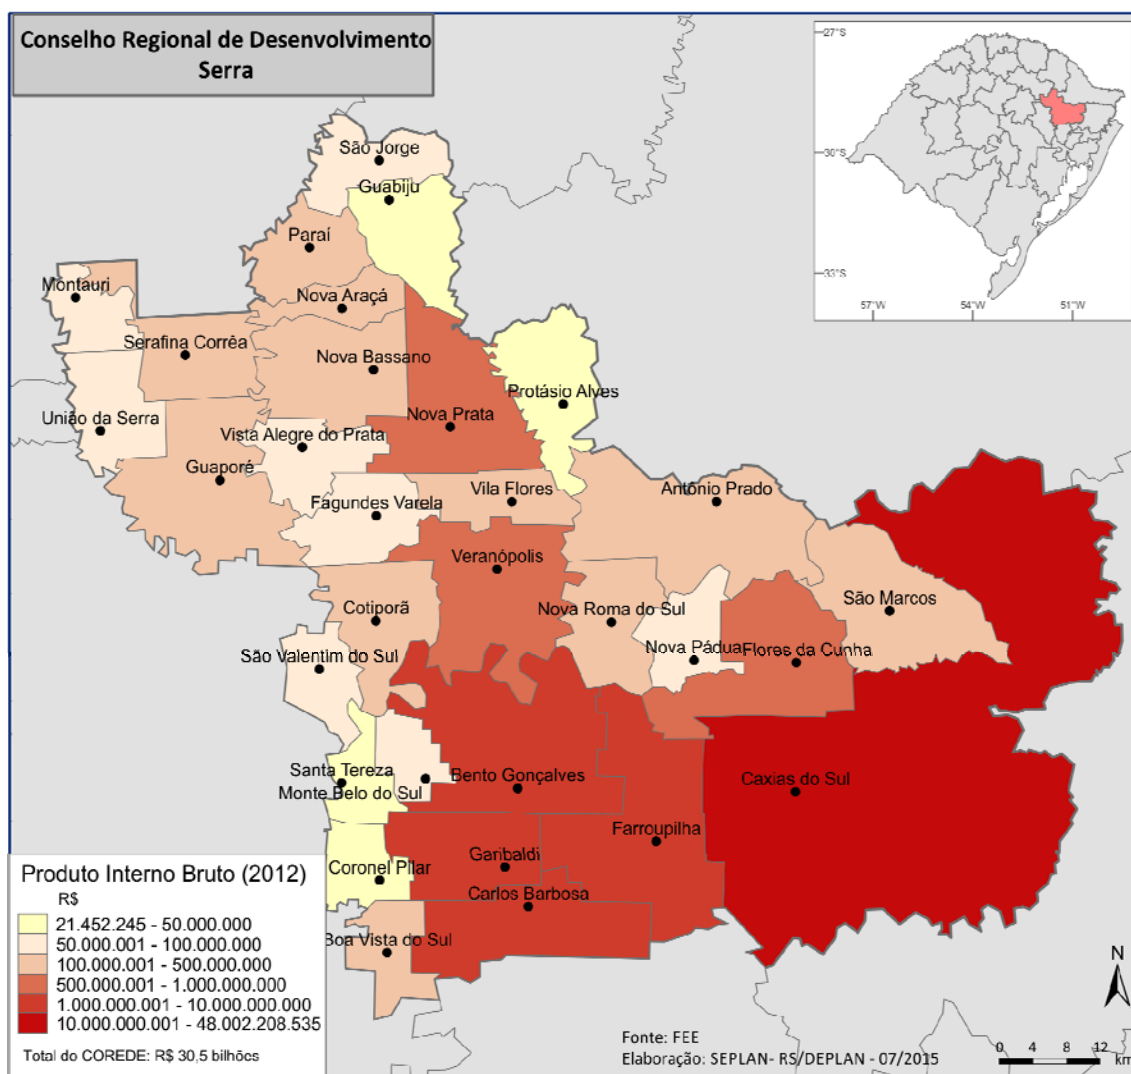 Conselho Regional de Desenvolvimento
Serra
27°S
30°S
33°S
57°W
54°W
51°W
São Jorge
Guabiju
Paraí
Montauri
Nova Araçá
Serafina Corrêa
Nova Bassano
Protásio Alves
União da Serra
Nova Prata
Vista Alegre do Prata
Guaporé
Fagundes Varela
Vila Flores
Antônio Prado
Veranópolis
Cotiporã
Nova Roma do Sul
São Marcos
São Valentim do Sul
Nova Pádua
Flores da Cunha
Santa Tereza
Monte Belo do Sul
Bento Gonçalves
Caxias do Sul
Farroupilha
Coronel Pilar
Garibaldi
Carlos Barbosa
Boa Vista do Sul
Produto Interno Bruto (2012)
R$
21.452.245 - 50.000.000
50.000.001 - 100.000.000
100.000.001 - 500.000.000
500.000.001 - 1.000.000.000
1.000.000.001 - 10.000.000.000
10.000.000.001 - 48.002.208.535
Total do COREDE: R$ 30,5 bilhões
Fonte: FEE
Elaboração: SEPLAN- RS/DEPLAN - 07/2015
N
0 4 8 12
km